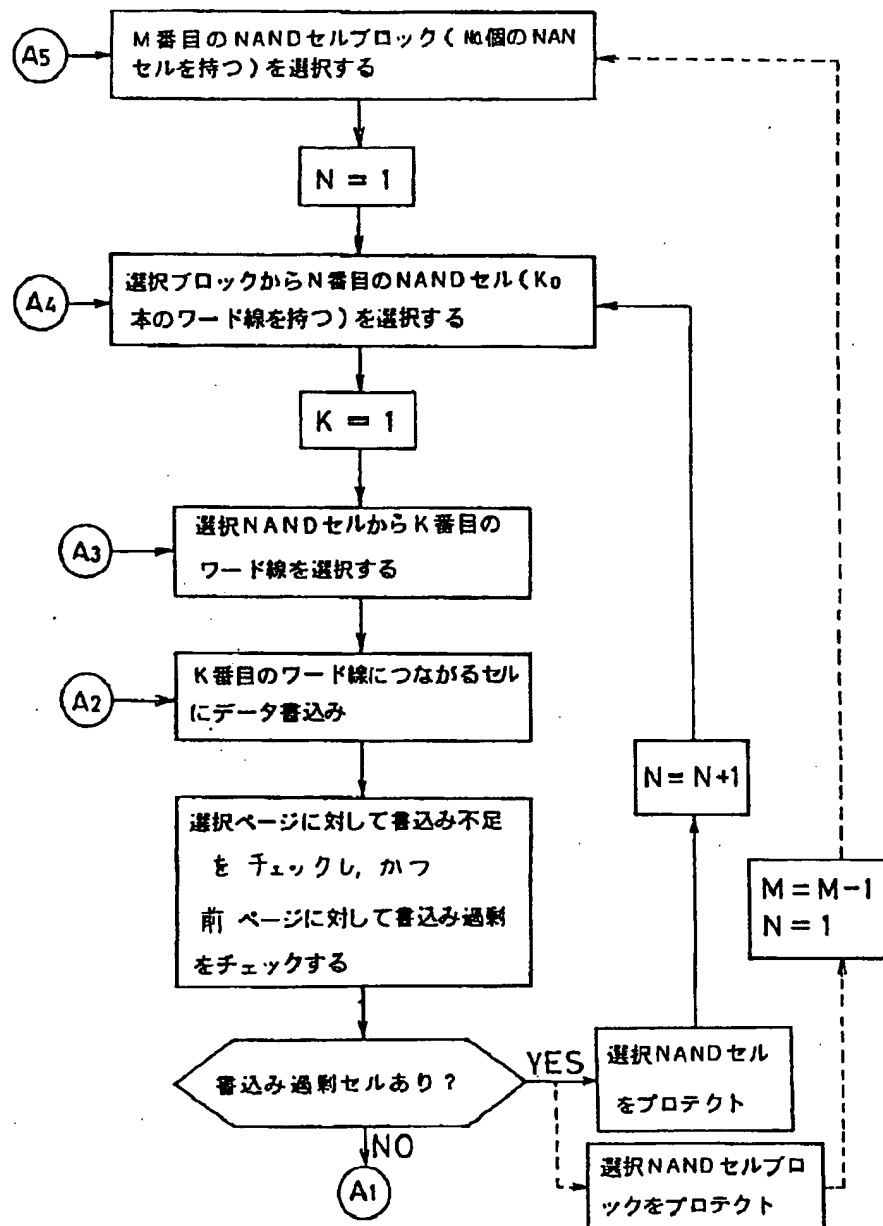 A5
M番目のNANDセルブロック(N₀個のNAN
セルを持つ)を選択する
N = 1
A4
選択ブロックからN番目のNANDセル(K₀
本のワード線を持つ)を選択する
K = 1
A3
選択NANDセルからK番目の
ワード線を選択する
A2
K番目のワード線につながるセル
にデータ書込み
N = N+1
選択ページに対して書込み不足
を チェックし, かつ
前 ページに対して書込み過剰
をチェックする
M = M-1
N = 1
書込み過剰セルあり?
YES
選択NANDセル
をプロテクト
NO
A1
選択NANDセルブロ
ックをプロテクト